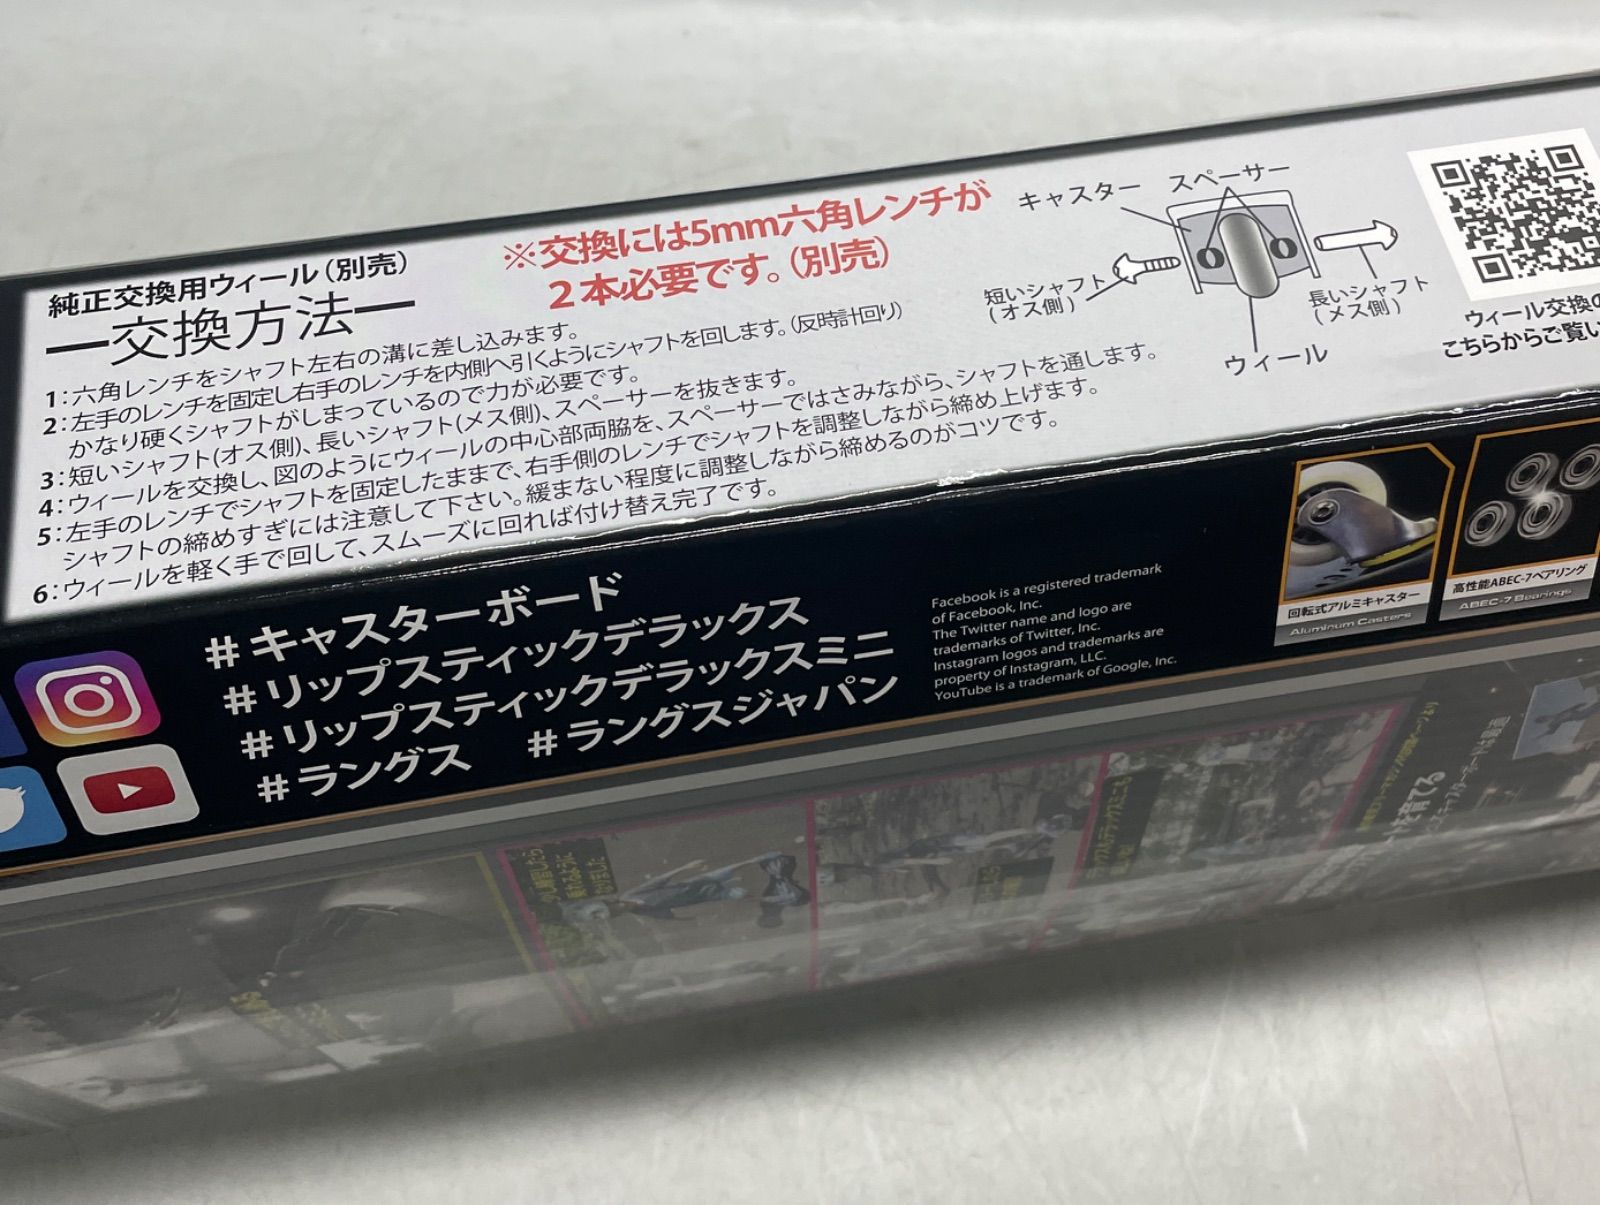 純正交換用ウィール(別売)
ー交換方法ー
※交換には5mm六角レンチが
2本必要です。(別売)
1:六角レンチをシャフト左右の溝に差し込みます。
2:左手のレンチを固定し右手のレンチを内側へ引くようにシャフトを回します。(反時計回り)
かなり硬くシャフトがしまっているので力が必要です。
3:短いシャフト(オス側)、長いシャフト(メス側)、スペーサーを抜きます。
4:ウィールを交換し、図のようにウィールの中心部両脇を、スペーサーではさみながら、シャフトを通します。
5:左手のレンチでシャフトを固定したままで、右手側のレンチでシャフトを調整しながら締め上げます。
シャフトの締めすぎには注意して下さい。緩まない程度に調整しながら締めるのがコツです。
6:ウィールを軽く手で回して、スムーズに回れば付け替え完了です。
キャスター
スペーサー
短いシャフト
(オス側)
長いシャフト
(メス側)
ウィール
ウィール交換の
こちらからご覧い
#キャスターボード
#リップスティックデラックス
#リップスティックデラックスミニ
#ラングス #ラングスジャパン
Facebook is a registered trademark
of Facebook, Inc.
The Twitter name and logo are
trademarks of Twitter, Inc.
Instagram logos and trademarks are
property of Instagram, LLC.
YouTube is a trademark of Google, Inc.
回転式アルミキャスター
Aluminum Casters
高性能ABEC-7ベアリング
ABEC-7 Bearings